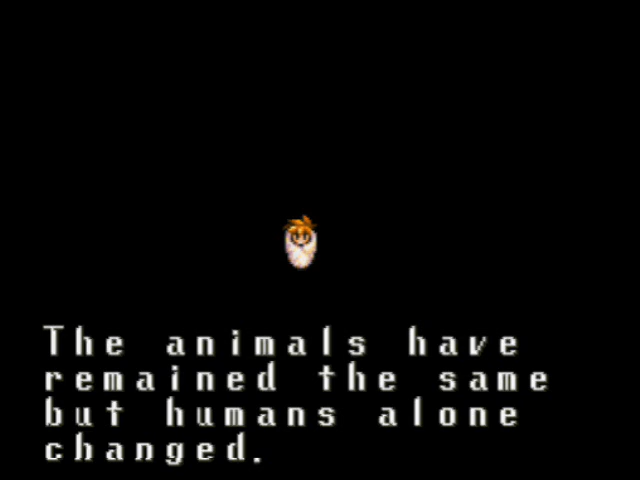 The animals have
remained the same
but humans alone
changed.